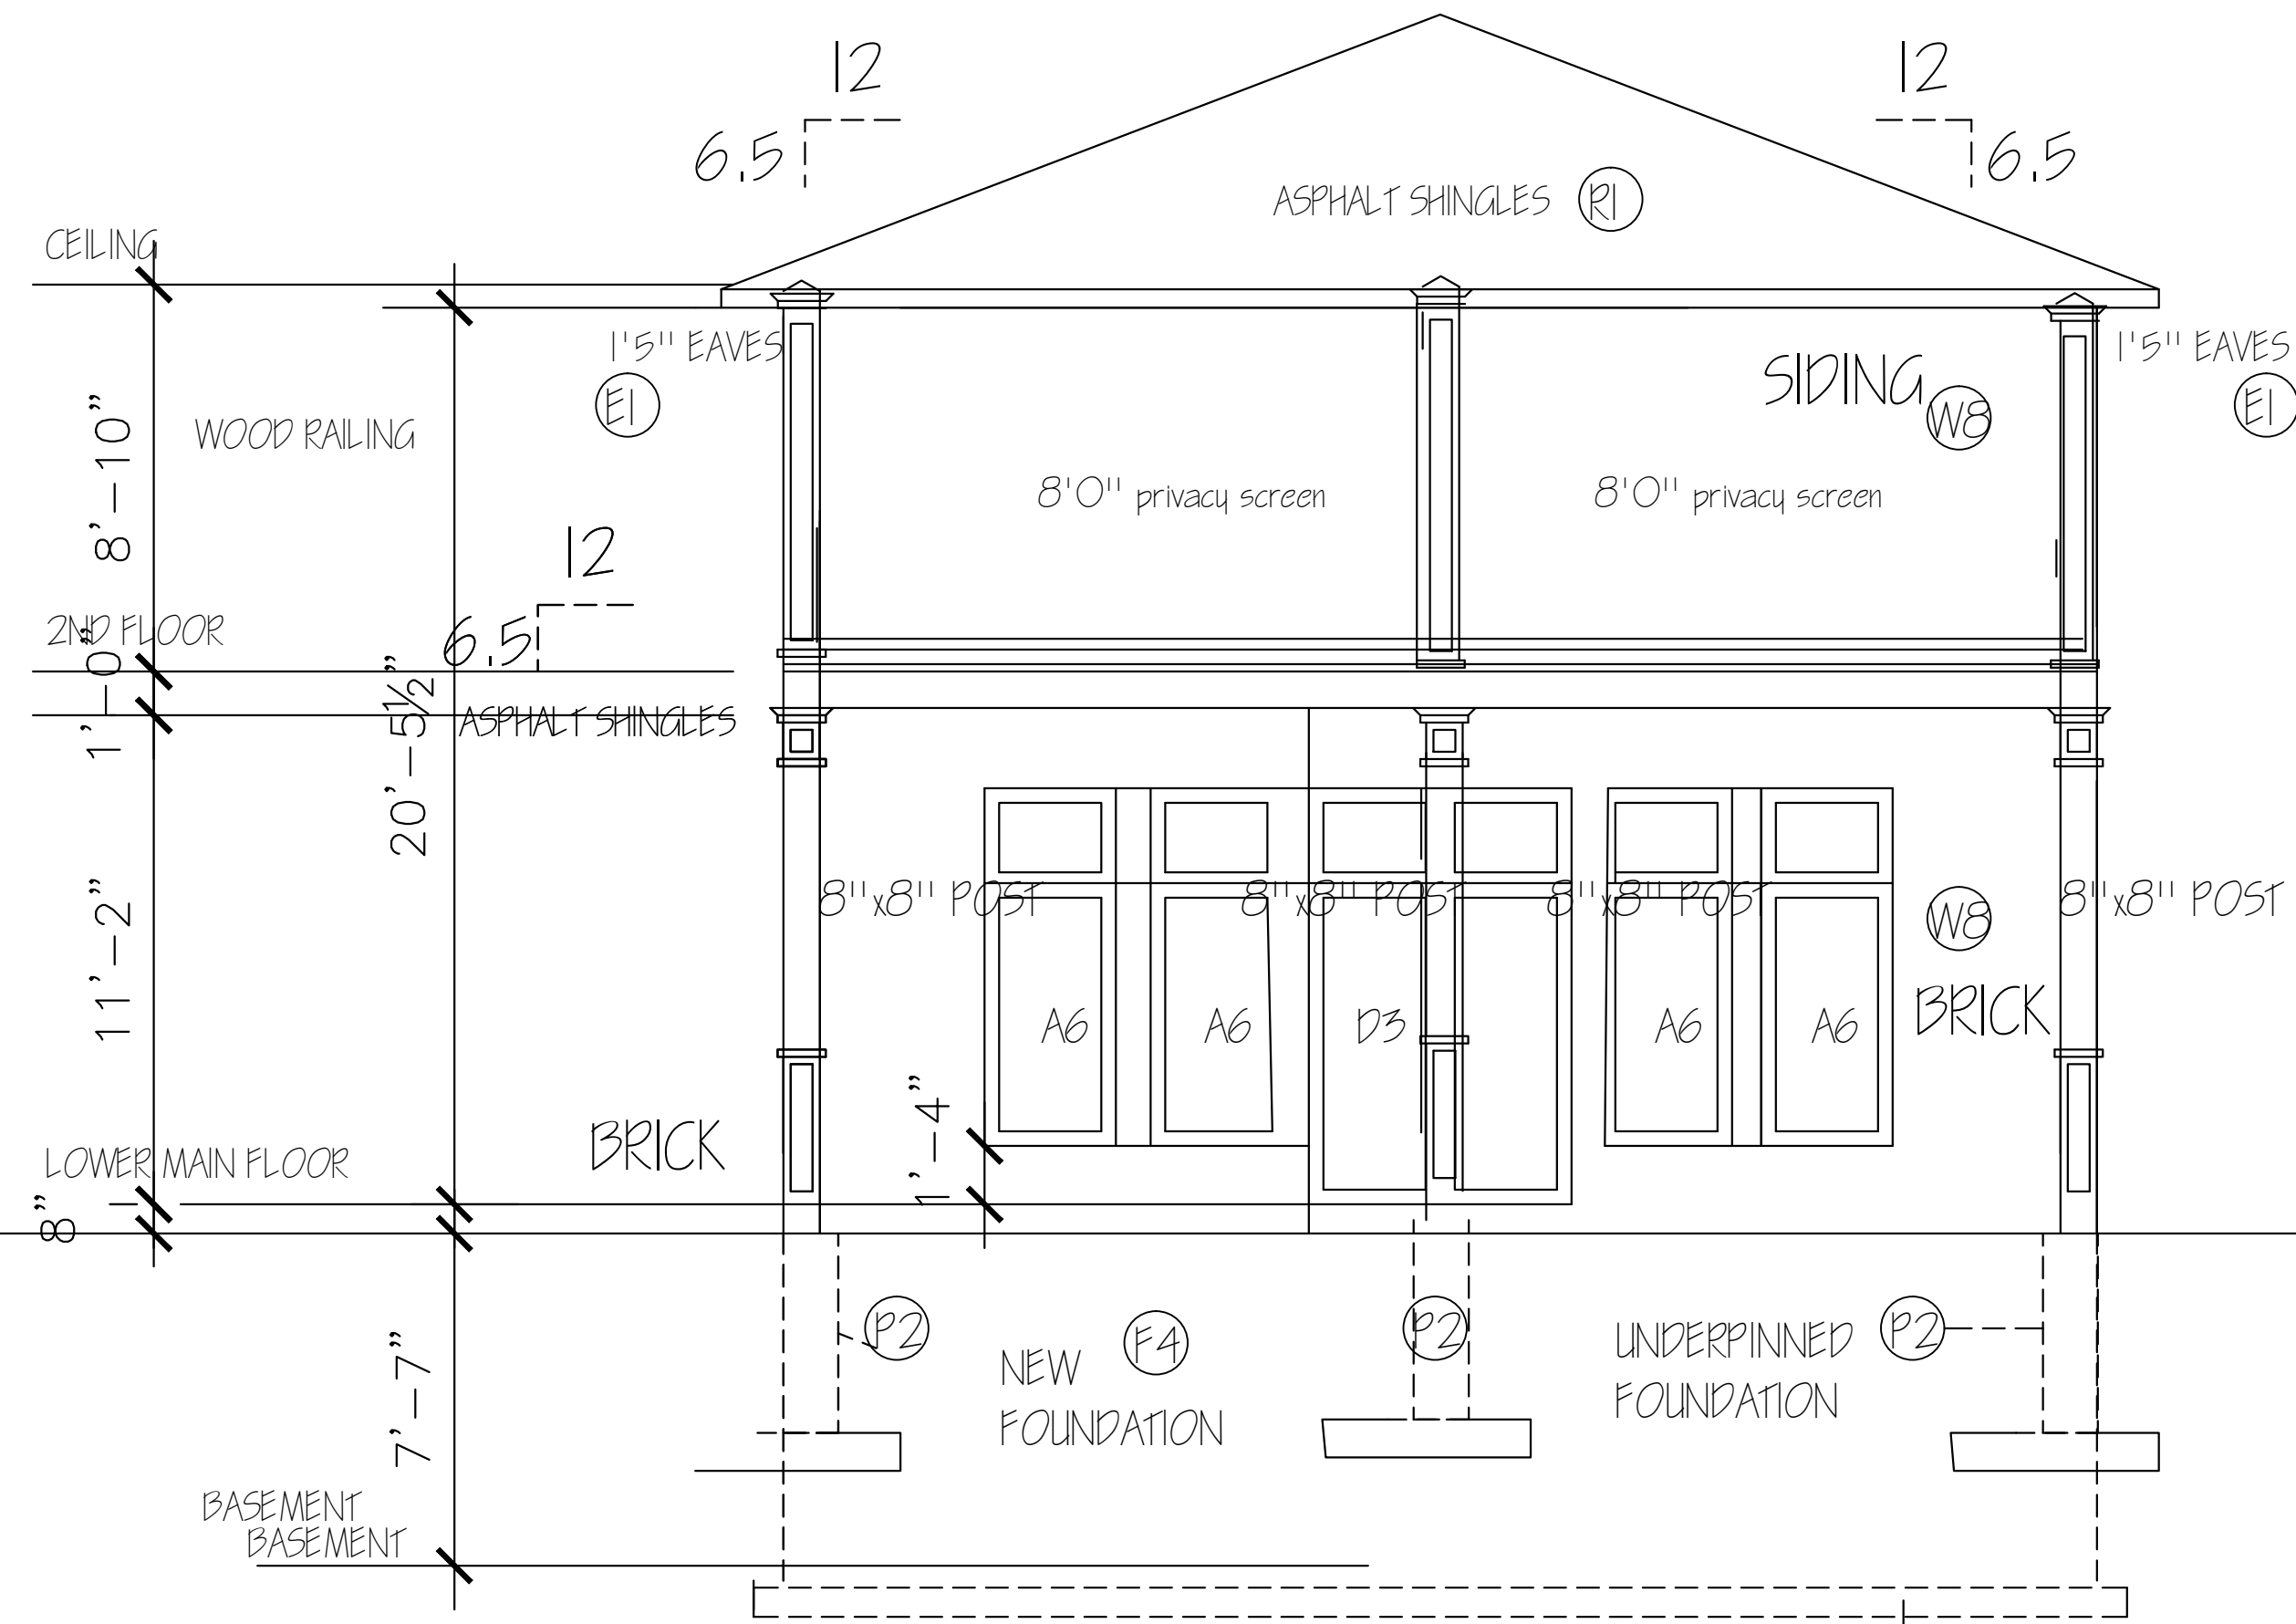 12
12
6.5
6.5
ASPHALT SHINGLES R1
CEILING
1'5" EAVES
1'5" EAVES
E1
SIDING
W8
E1
WOOD RAILING
8'-10"
8'0" privacy screen
8'0" privacy screen
12
2ND FLOOR
6.5
1'-0"
20'-5½"
ASPHALT SHINGLES
8"x8" POST
8"x8" POST
8"x8" POST
8"x8" POST
W8
11'-2"
A6
A6
D3
A6
A6
BRICK
1'-4"
BRICK
LOWER MAIN FLOOR
8"
P2
F4
P2
P2
NEW
FOUNDATION
UNDERPINNED
FOUNDATION
7'-7"
BASEMENT
BASEMENT